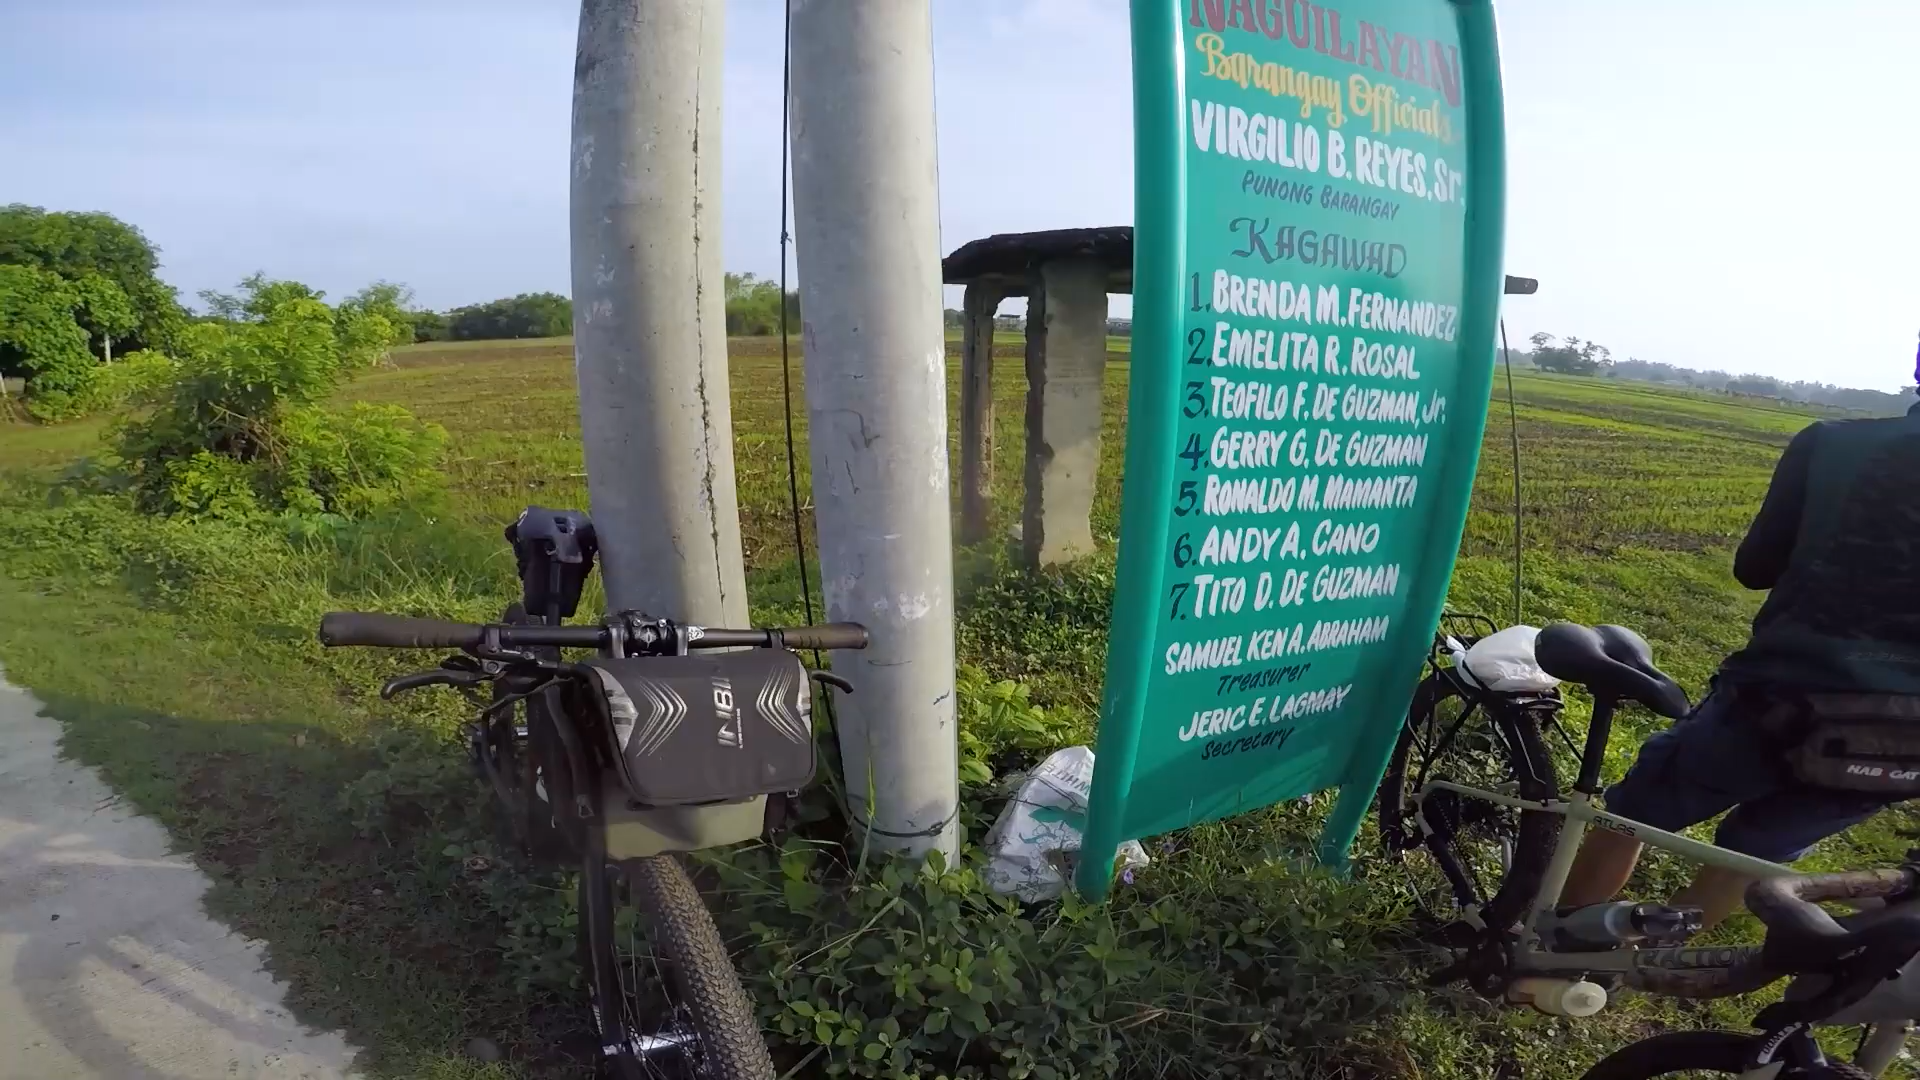 NAGUILAYAN
Barangay Officials
VIRGILIO B. REYES, Sr.
PUNONG BARANGAY
KAGAWAD
1. BRENDA M. FERNANDEZ
2. EMELITA R. ROSAL
3. TEOFILO F. DE GUZMAN, Jr.
4. GERRY G. DE GUZMAN
5. RONALDO M. MAMANTA
6. ANDY A. CANO
7. TITO D. DE GUZMAN
SAMUEL KEN A. ABRAHAM
Treasurer
JERIC E. LAGMAY
Secretary
ATLAS